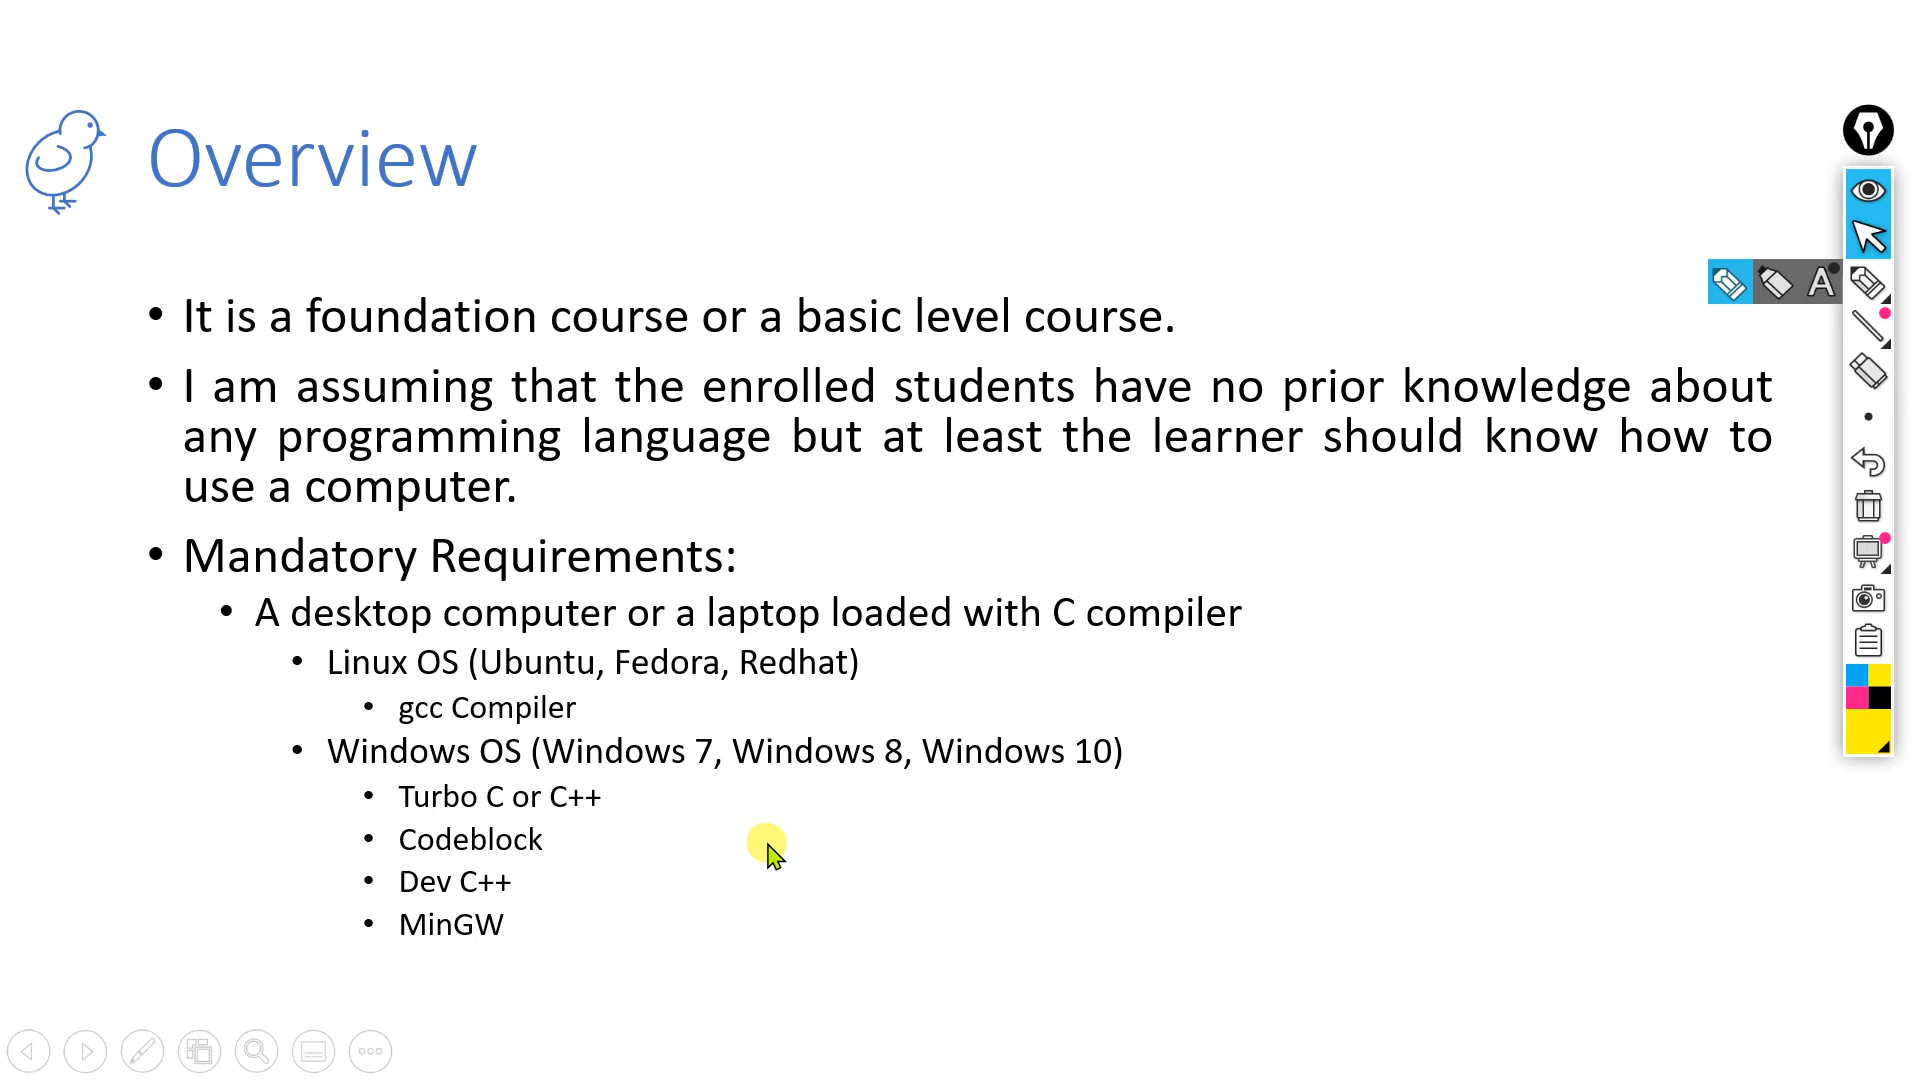 Overview
• It is a foundation course or a basic level course.
• I am assuming that the enrolled students have no prior knowledge about
any programming language but at least the learner should know how to
use a computer.
• Mandatory Requirements:
• A desktop computer or a laptop loaded with C compiler
• Linux OS (Ubuntu, Fedora, Redhat)
• gcc Compiler
• Windows OS (Windows 7, Windows 8, Windows 10)
• Turbo C or C++
• Codeblock
• Dev C++
• MinGW
A